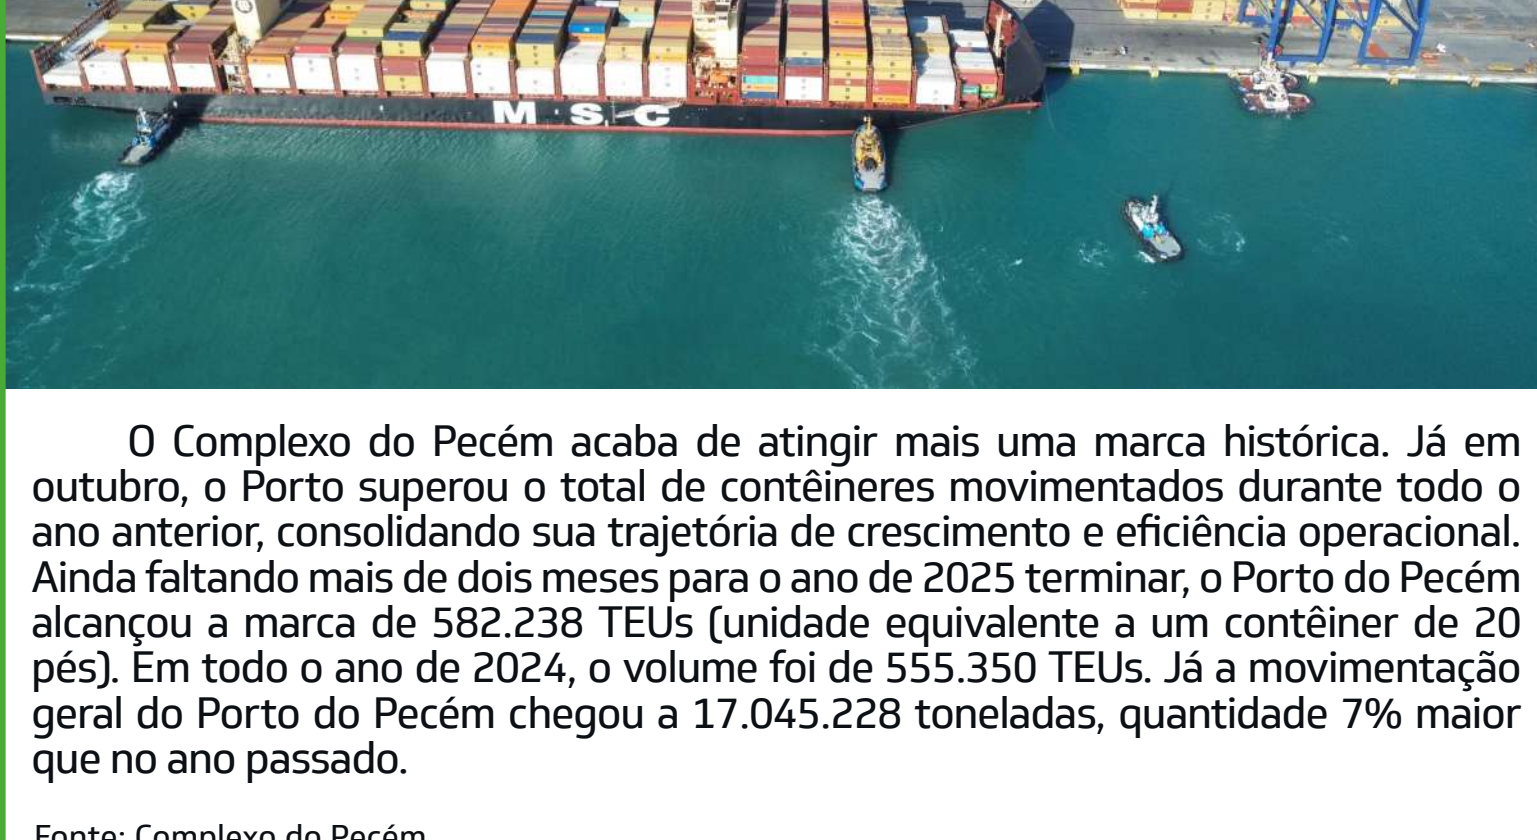 M S C
O Complexo do Pecém acaba de atingir mais uma marca histórica. Já em
outubro, o Porto superou o total de contêineres movimentados durante todo o
ano anterior, consolidando sua trajetória de crescimento e eficiência operacional.
Ainda faltando mais de dois meses para o ano de 2025 terminar, o Porto do Pecém
alcançou a marca de 582.238 TEUs (unidade equivalente a um contêiner de 20
pés). Em todo o ano de 2024, o volume foi de 555.350 TEUs. Já a movimentação
geral do Porto do Pecém chegou a 17.045.228 toneladas, quantidade 7% maior
que no ano passado.
Fonte: Complexo do Pecém